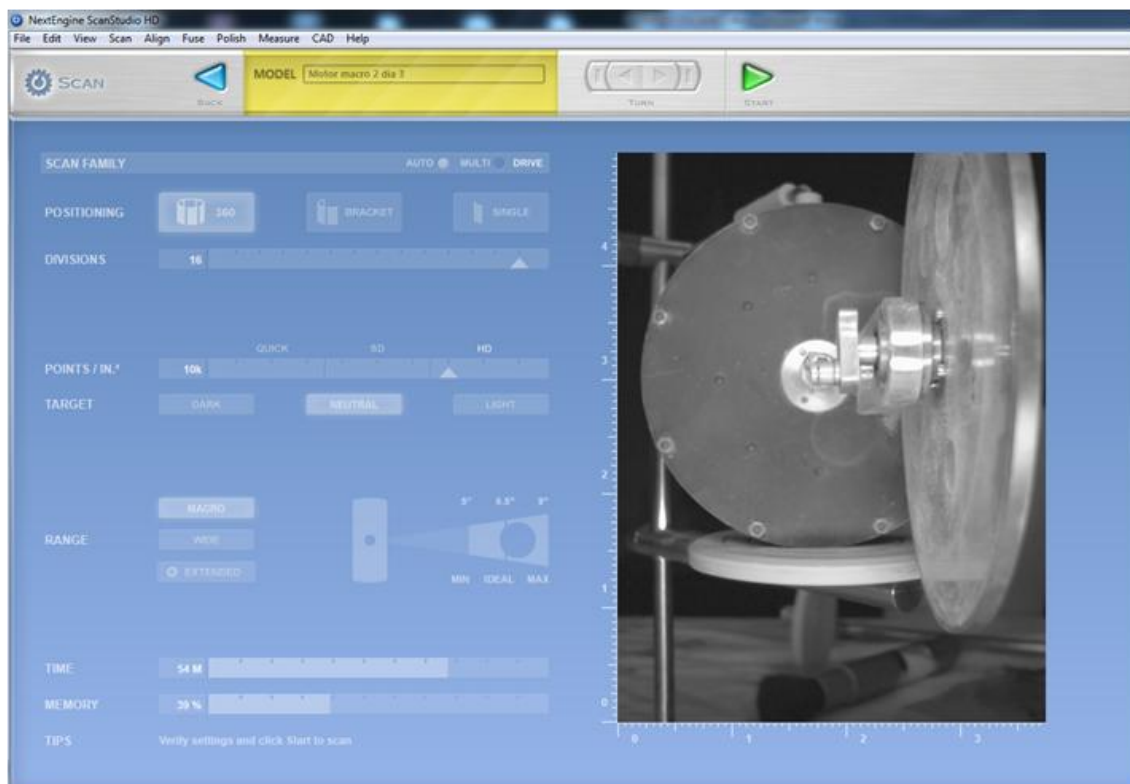 NextEngine ScanStudio HD
File Edit View Scan Align Fuse Polish Measure CAD Help
SCAN
BACK
MODEL Motor macro 2 dia 3
TURN
START
SCAN FAMILY AUTO MULTI DRIVE
POSITIONING 360 BRACKET SINGLE
DIVISIONS 16
QUICK SD HD
POINTS / IN.² 10k
TARGET DARK NEUTRAL LIGHT
MACRO
RANGE WIDE
EXTENDED
5" 6.5" 9"
MIN IDEAL MAX
TIME 54 M
MEMORY 39 %
TIPS Verify settings and click Start to scan
4
3
2
1
0
0 1 2 3